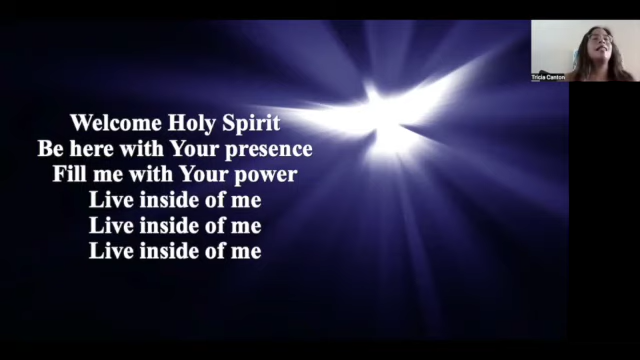 Welcome Holy Spirit
Be here with Your presence
Fill me with Your power
Live inside of me
Live inside of me
Live inside of me
Tricia Canton